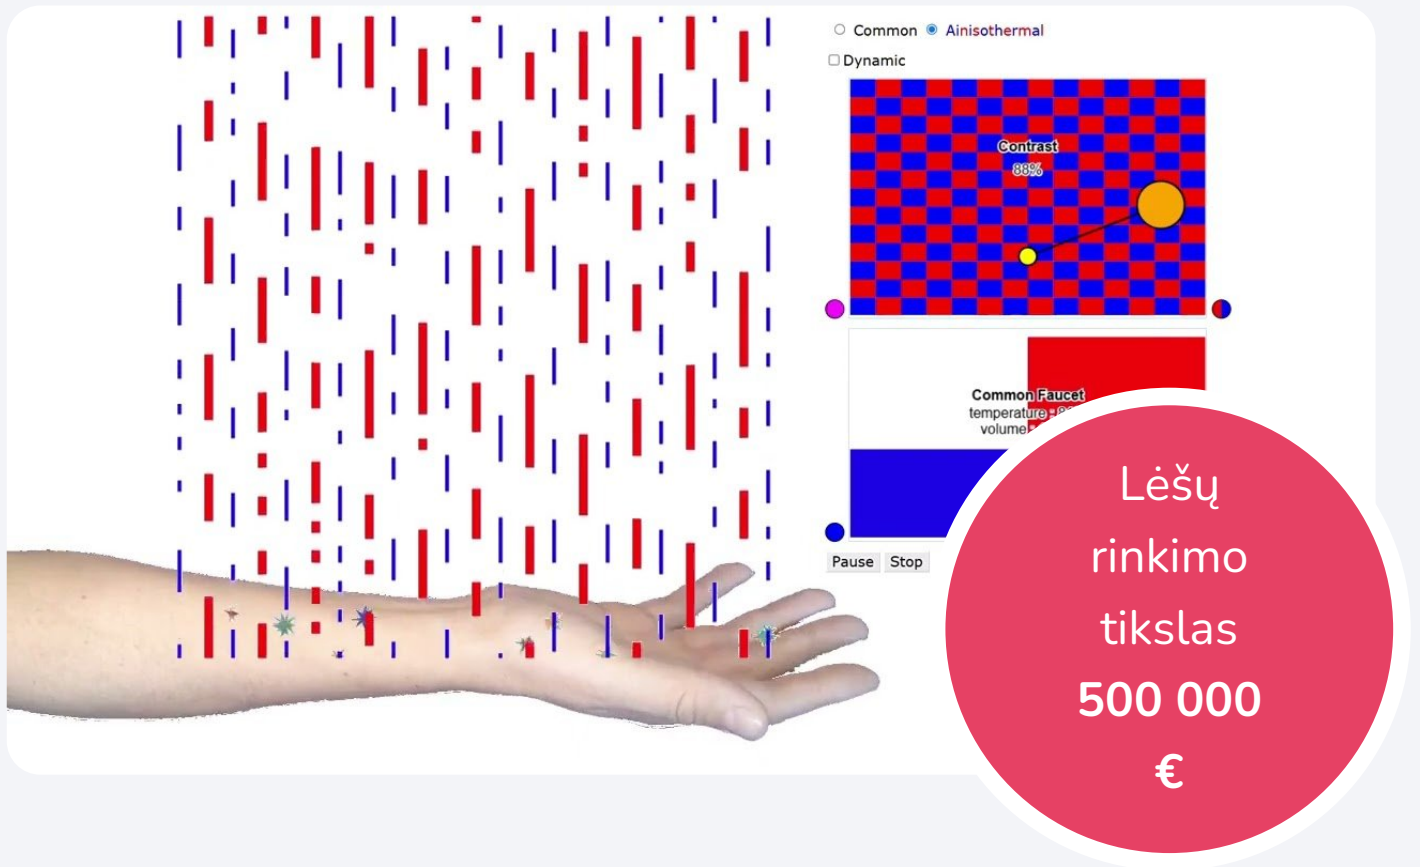 Common Ainisothermal
Dynamic
Contrast
88%
Common Faucet
temperature -
volume
Pause Stop
Lėšų
rinkimo
tikslas
500 000
€